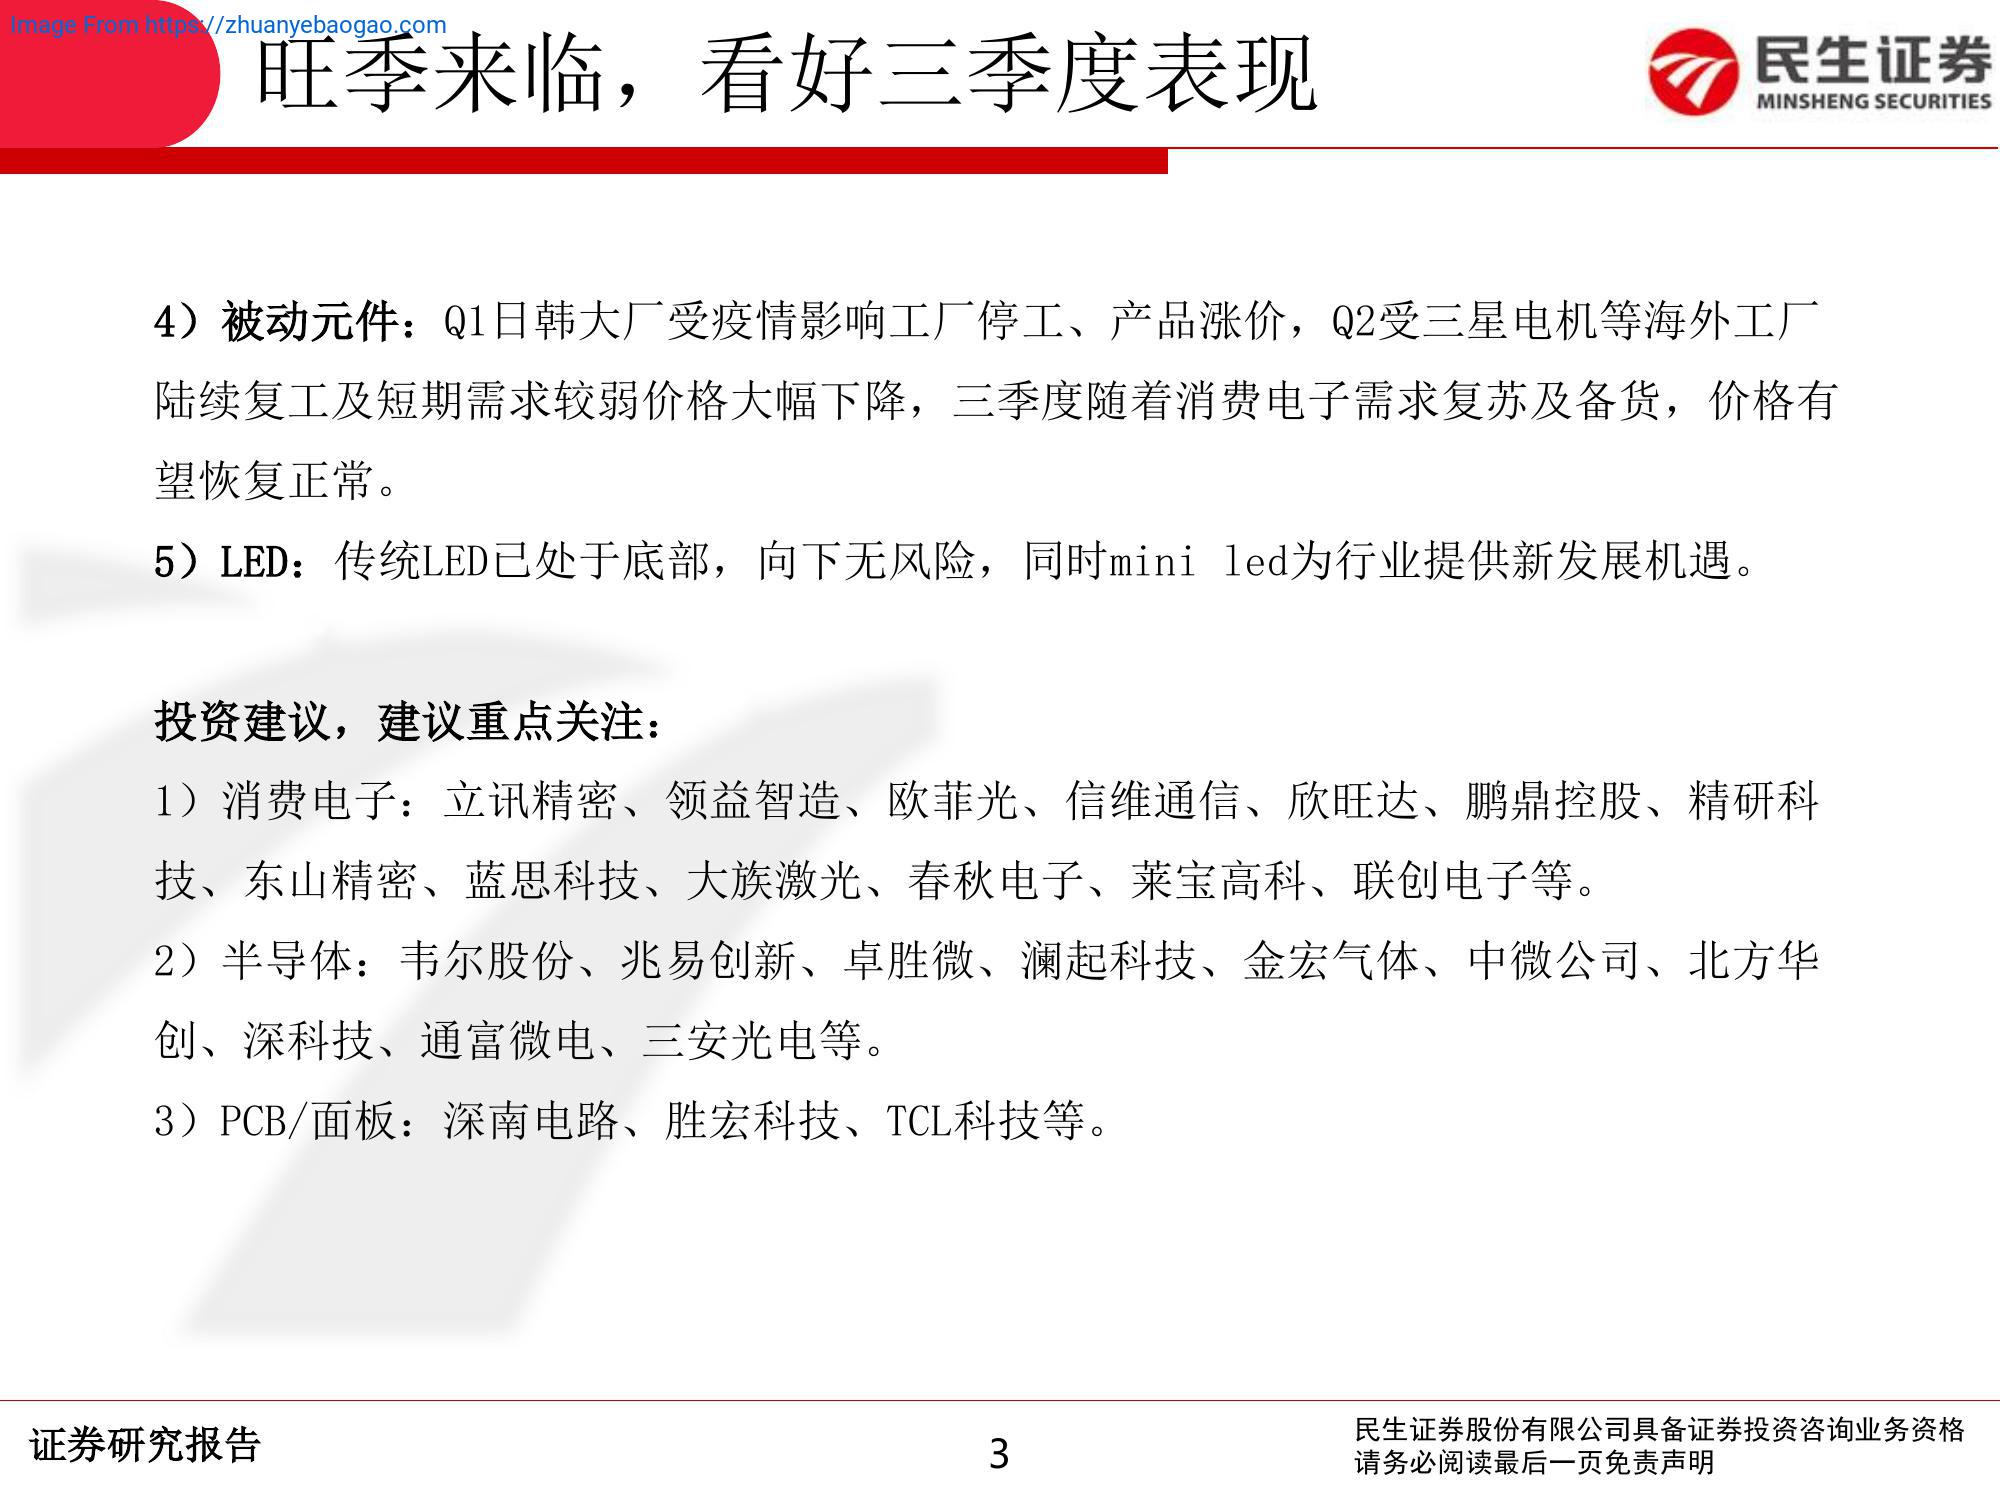 Image From https://zhuanyebaogao.com
旺季来临，看好三季度表现
民生证券
MINSHENG SECURITIES
4）被动元件：Q1日韩大厂受疫情影响工厂停工、产品涨价，Q2受三星电机等海外工厂
陆续复工及短期需求较弱价格大幅下降，三季度随着消费电子需求复苏及备货，价格有
望恢复正常。
5）LED：传统LED已处于底部，向下无风险，同时mini led为行业提供新发展机遇。
投资建议，建议重点关注：
1）消费电子：立讯精密、领益智造、欧菲光、信维通信、欣旺达、鹏鼎控股、精研科
技、东山精密、蓝思科技、大族激光、春秋电子、莱宝高科、联创电子等。
2）半导体：韦尔股份、兆易创新、卓胜微、澜起科技、金宏气体、中微公司、北方华
创、深科技、通富微电、三安光电等。
3）PCB/面板：深南电路、胜宏科技、TCL科技等。
证券研究报告
3
民生证券股份有限公司具备证券投资咨询业务资格
请务必阅读最后一页免责声明